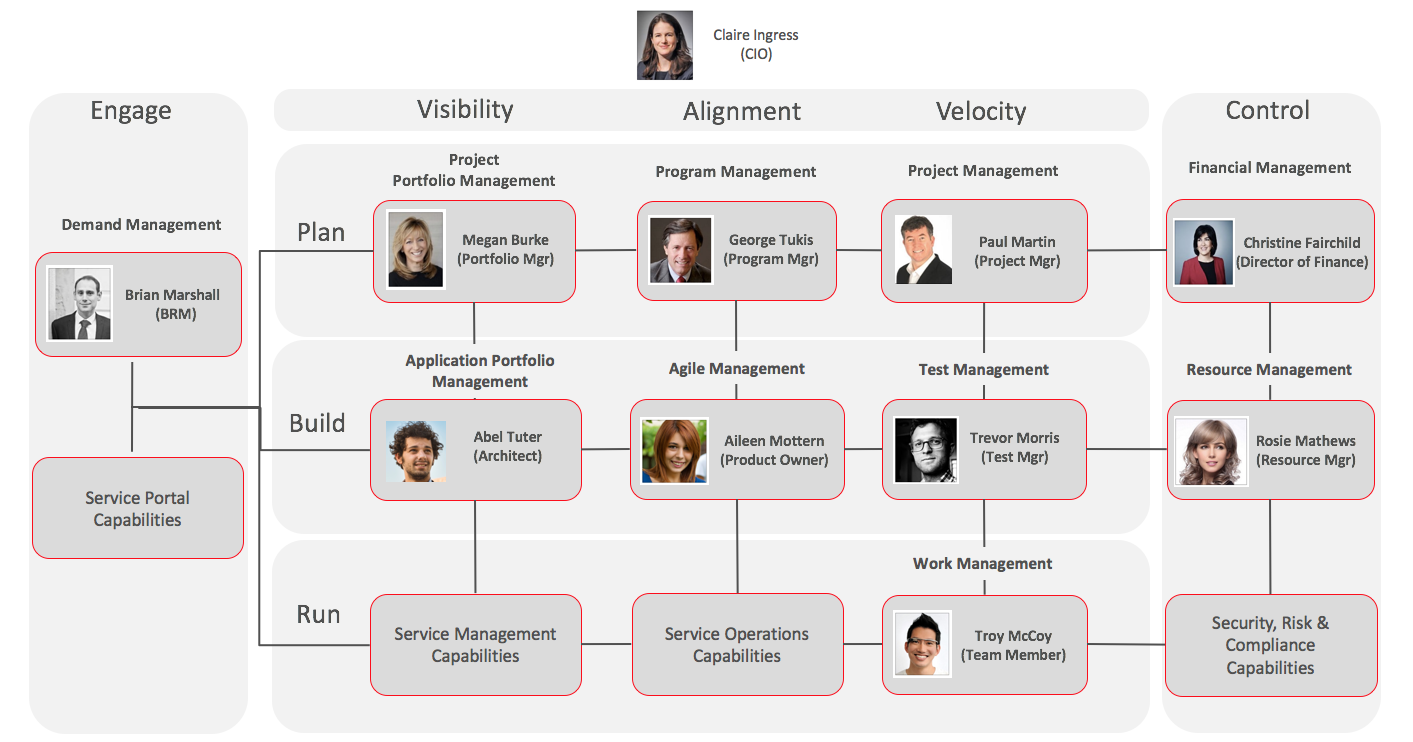 Claire Ingress
(CIO)
Engage
Visibility
Alignment
Velocity
Control
Demand Management
Brian Marshall
(BRM)
Service Portal
Capabilities
Plan
Project
Portfolio Management
Megan Burke
(Portfolio Mgr)
Program Management
George Tukis
(Program Mgr)
Project Management
Paul Martin
(Project Mgr)
Financial Management
Christine Fairchild
(Director of Finance)
Build
Application Portfolio
Management
Abel Tuter
(Architect)
Agile Management
Aileen Mottern
(Product Owner)
Test Management
Trevor Morris
(Test Mgr)
Resource Management
Rosie Mathews
(Resource Mgr)
Run
Service Management
Capabilities
Service Operations
Capabilities
Work Management
Troy McCoy
(Team Member)
Security, Risk &
Compliance
Capabilities